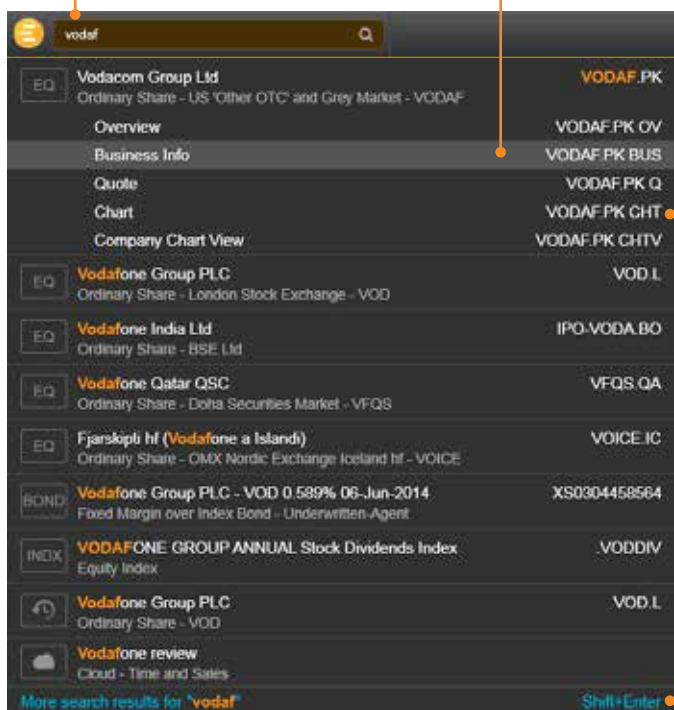 vodaf
EQ Vodacom Group Ltd VODAF.PK
Ordinary Share - US 'Other OTC' and Grey Market - VODAF
Overview VODAF.PK OV
Business Info VODAF.PK BUS
Quote VODAF.PK Q
Chart VODAF.PK CHT
Company Chart View VODAF.PK CHTV
EQ Vodafone Group PLC VOD.L
Ordinary Share - London Stock Exchange - VOD
EQ Vodafone India Ltd IPO-VODA.BO
Ordinary Share - BSE Ltd
EQ Vodafone Qatar QSC VFQS.QA
Ordinary Share - Doha Securities Market - VFQS
EQ Fjarskipti hf (Vodafone a Islandi) VOICE.IC
Ordinary Share - OMX Nordic Exchange Iceland hf - VOICE
BOND Vodafone Group PLC - VOD 0.589% 06-Jun-2014 XS0304458564
Fixed Margin over Index Bond - Underwritten-Agent
INDX VODAFONE GROUP ANNUAL Stock Dividends Index .VODDIV
Equity Index
Vodafone Group PLC VOD.L
Ordinary Share - VOD
Vodafone review
Cloud - Time and Sales
More search results for "vodaf" Shift+Enter